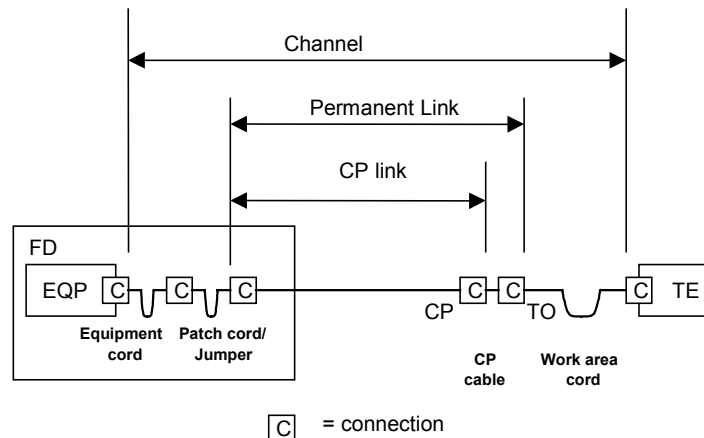 Channel
Permanent Link
CP link
FD
EQP
C
C
C
C
C
C
TE
CP
TO
Equipment
cord
Patch cord/
Jumper
CP
cable
Work area
cord
C
= connection